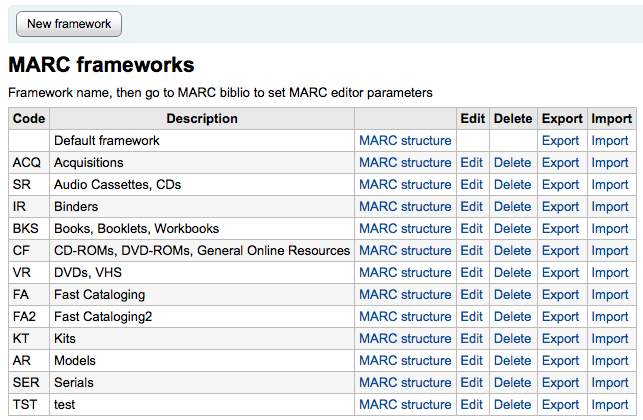 New framework
MARC frameworks
Framework name, then go to MARC biblio to set MARC editor parameters
Code Description Edit Delete Export Import
Default framework MARC structure Export Import
ACQ Acquisitions MARC structure Edit Delete Export Import
SR Audio Cassettes, CDs MARC structure Edit Delete Export Import
IR Binders MARC structure Edit Delete Export Import
BKS Books, Booklets, Workbooks MARC structure Edit Delete Export Import
CF CD-ROMs, DVD-ROMs, General Online Resources MARC structure Edit Delete Export Import
VR DVDs, VHS MARC structure Edit Delete Export Import
FA Fast Cataloging MARC structure Edit Delete Export Import
FA2 Fast Cataloging2 MARC structure Edit Delete Export Import
KT Kits MARC structure Edit Delete Export Import
AR Models MARC structure Edit Delete Export Import
SER Serials MARC structure Edit Delete Export Import
TST test MARC structure Edit Delete Export Import